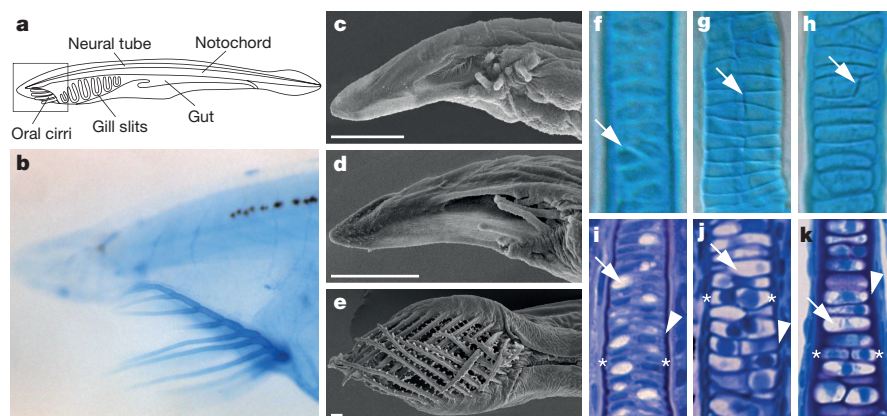 a
Neural tube
Notochord
Oral cirri
Gill slits
Gut
b
c
d
e
f
g
h
i
* *
j
* *
k
* *